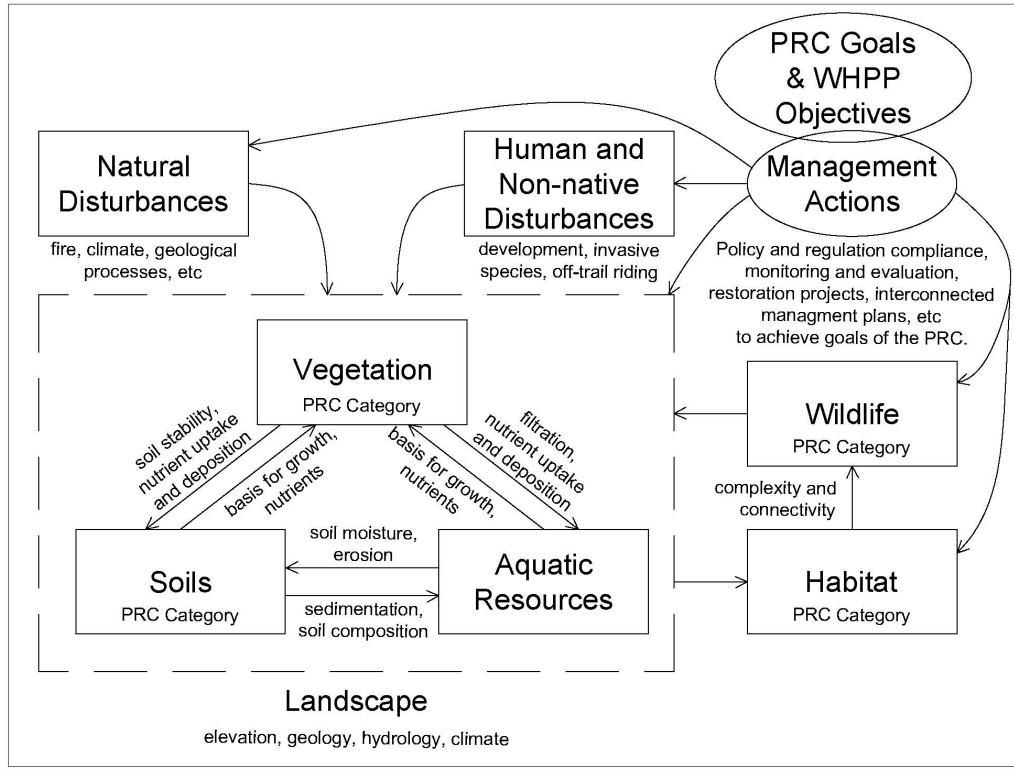 PRC Goals
& WHPP
Objectives
Management
Actions
Natural
Disturbances
fire, climate, geological
processes, etc
Human and
Non-native
Disturbances
development, invasive
species, off-trail riding
Policy and regulation compliance,
monitoring and evaluation,
restoration projects, interconnected
managment plans, etc
to achieve goals of the PRC.
Vegetation
PRC Category
soil stability,
nutrient uptake
and deposition
basis for growth,
nutrients
basis for growth,
nutrients
filtration,
nutrient uptake
and deposition
Wildlife
PRC Category
complexity and
connectivity
Soils
PRC Category
soil moisture,
erosion
sedimentation,
soil composition
Aquatic
Resources
Habitat
PRC Category
Landscape
elevation, geology, hydrology, climate